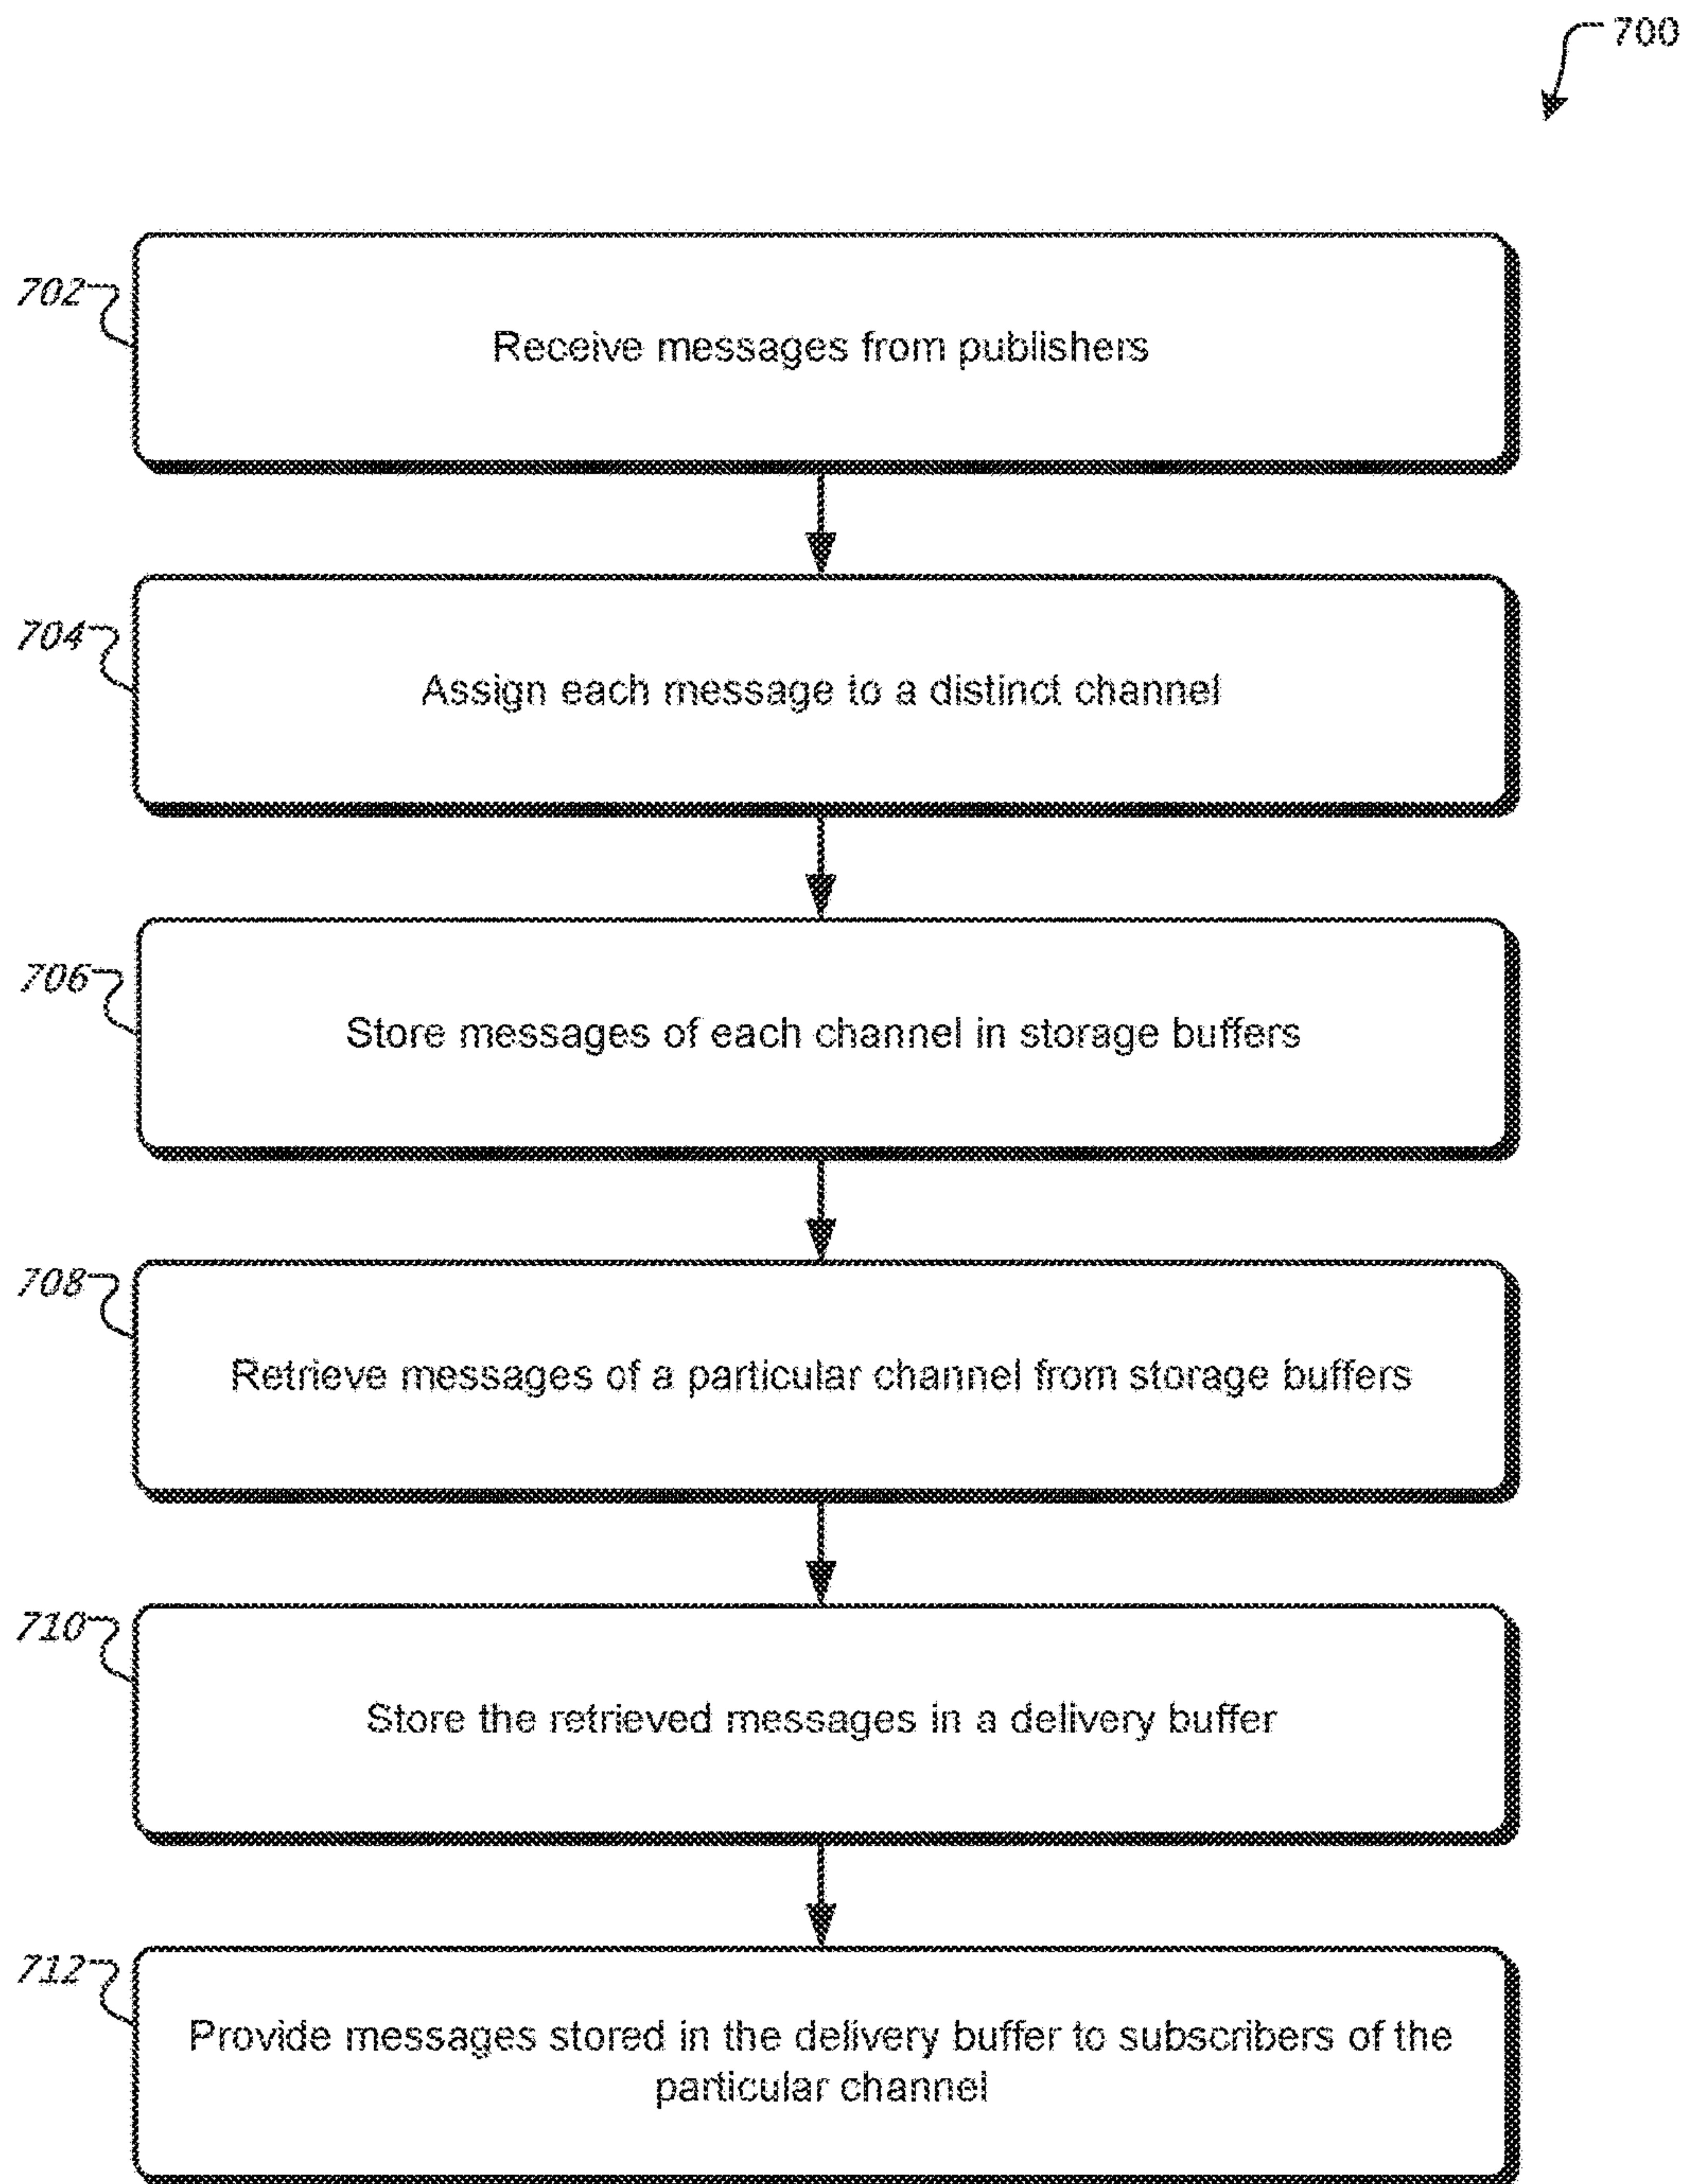 700
702
Receive messages from publishers
704
Assign each message to a distinct channel
706
Store messages of each channel in storage buffers
708
Retrieve messages of a particular channel from storage buffers
710
Store the retrieved messages in a delivery buffer
712
Provide messages stored in the delivery buffer to subscribers of the
particular channel